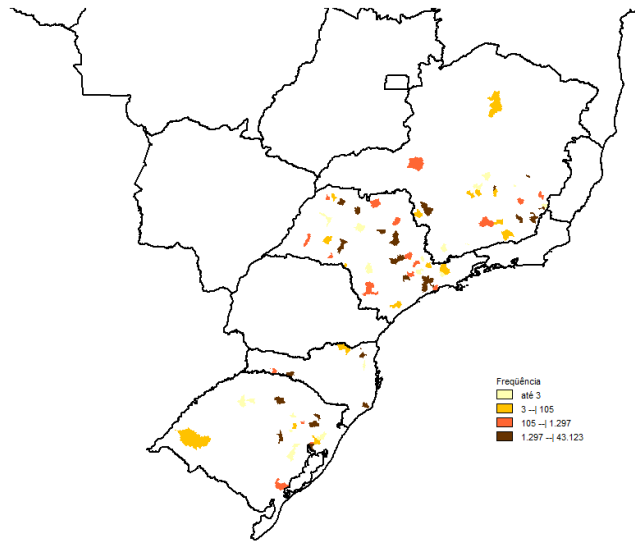 Freqüência
até 3
3 --| 105
105 --| 1.297
1.297 --| 43.123